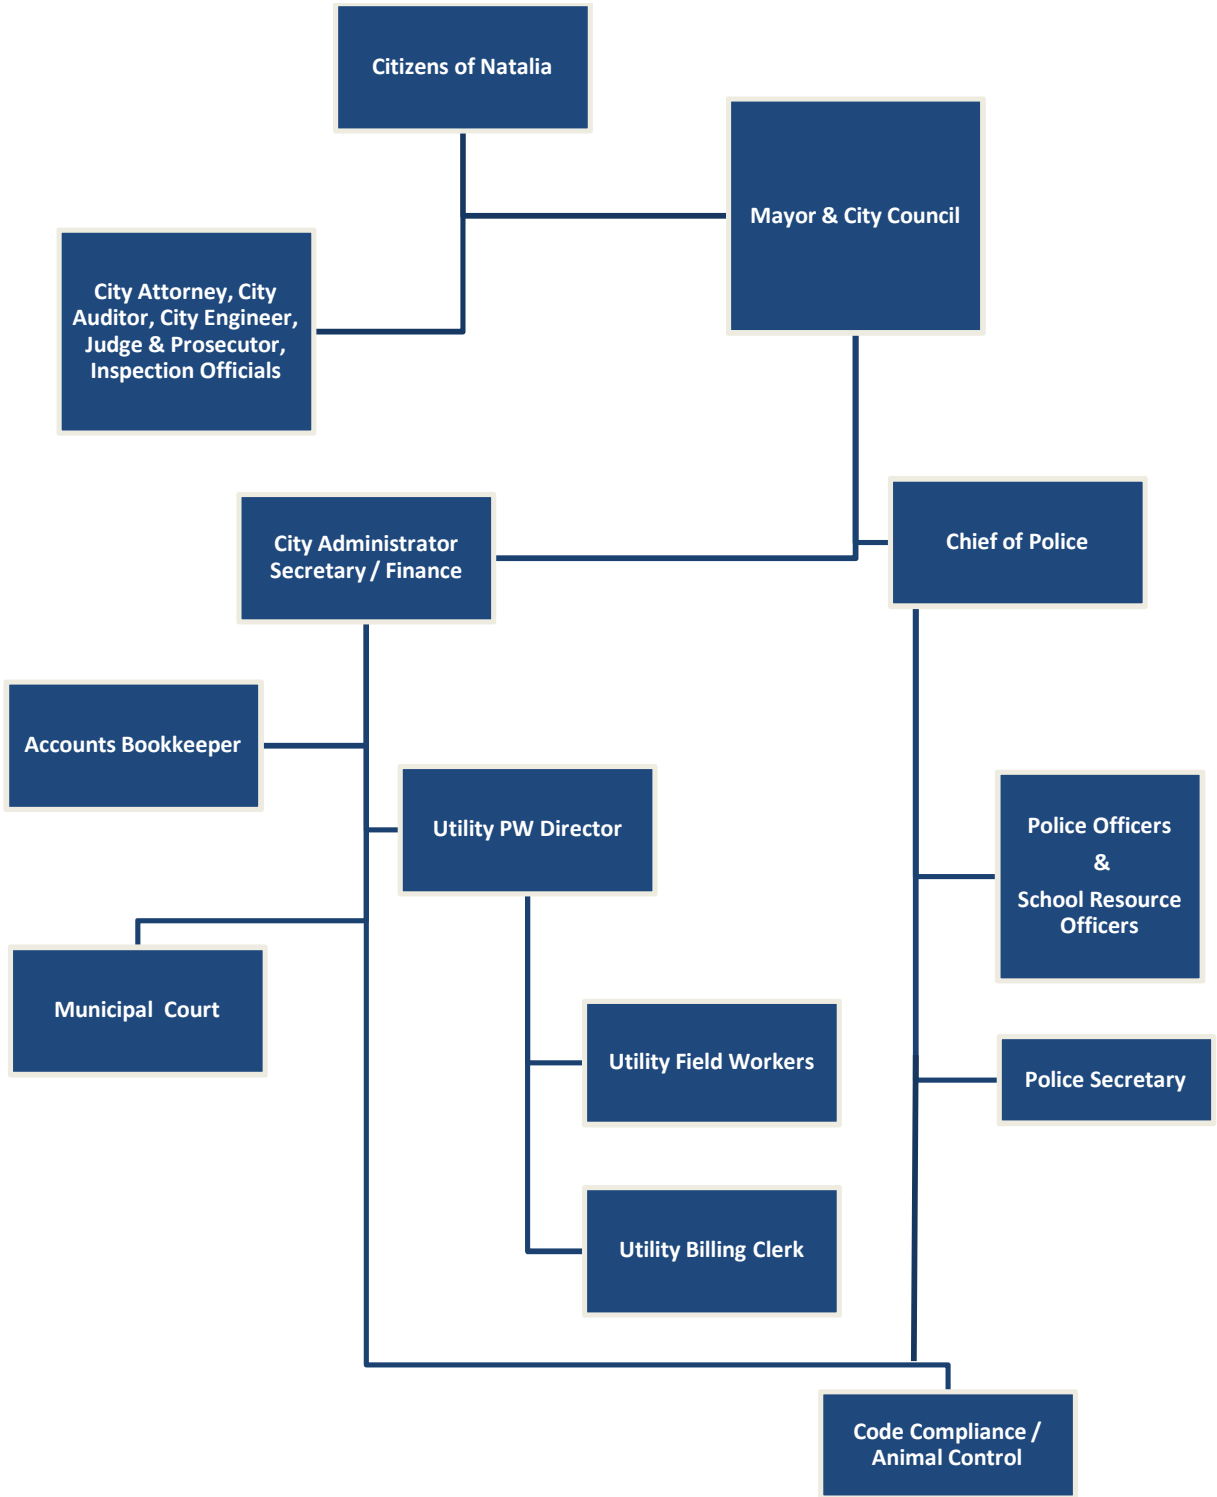 Citizens of Natalia
Mayor & City Council
City Attorney, City
Auditor, City Engineer,
Judge & Prosecutor,
Inspection Officials
City Administrator
Secretary / Finance
Chief of Police
Accounts Bookkeeper
Utility PW Director
Police Officers
&
School Resource
Officers
Municipal  Court
Utility Field Workers
Police Secretary
Utility Billing Clerk
Code Compliance /
Animal Control